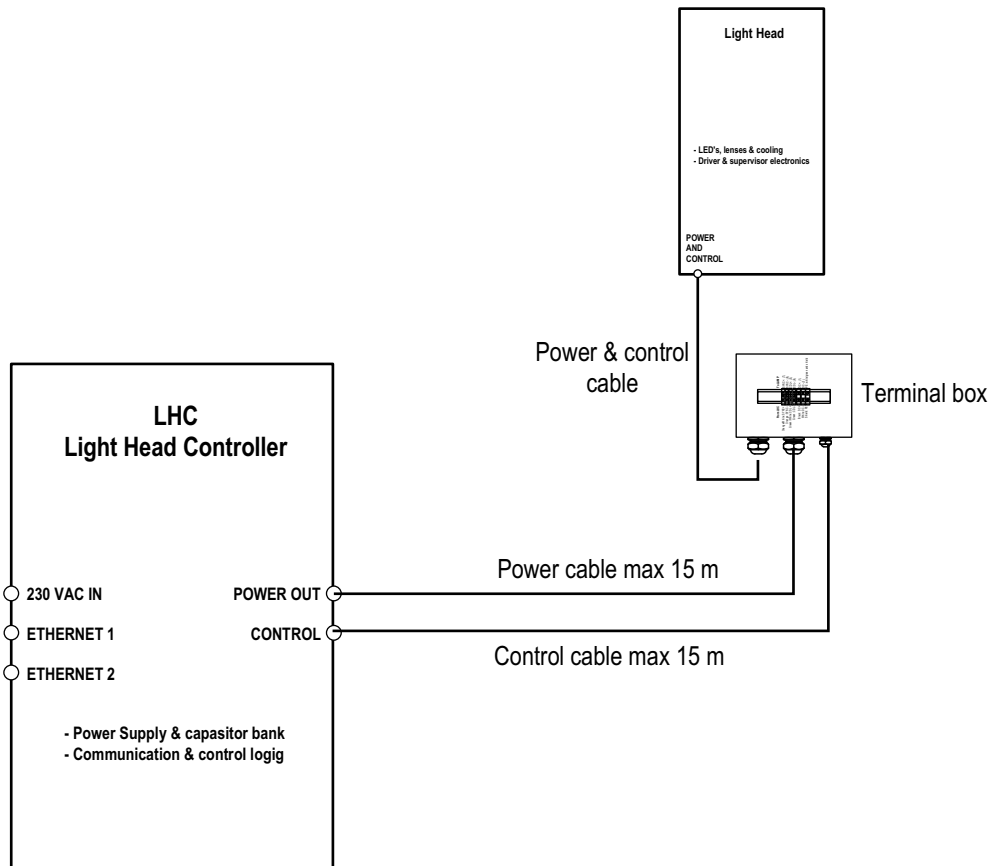 Light Head
- LED's, lenses & cooling
- Driver & supervisor electronics
POWER
AND
CONTROL
Power & control
cable
Terminal box
LHC
Light Head Controller
Power cable max 15 m
230 VAC IN
POWER OUT
ETHERNET 1
CONTROL
Control cable max 15 m
ETHERNET 2
- Power Supply & capasitor bank
- Communication & control logig